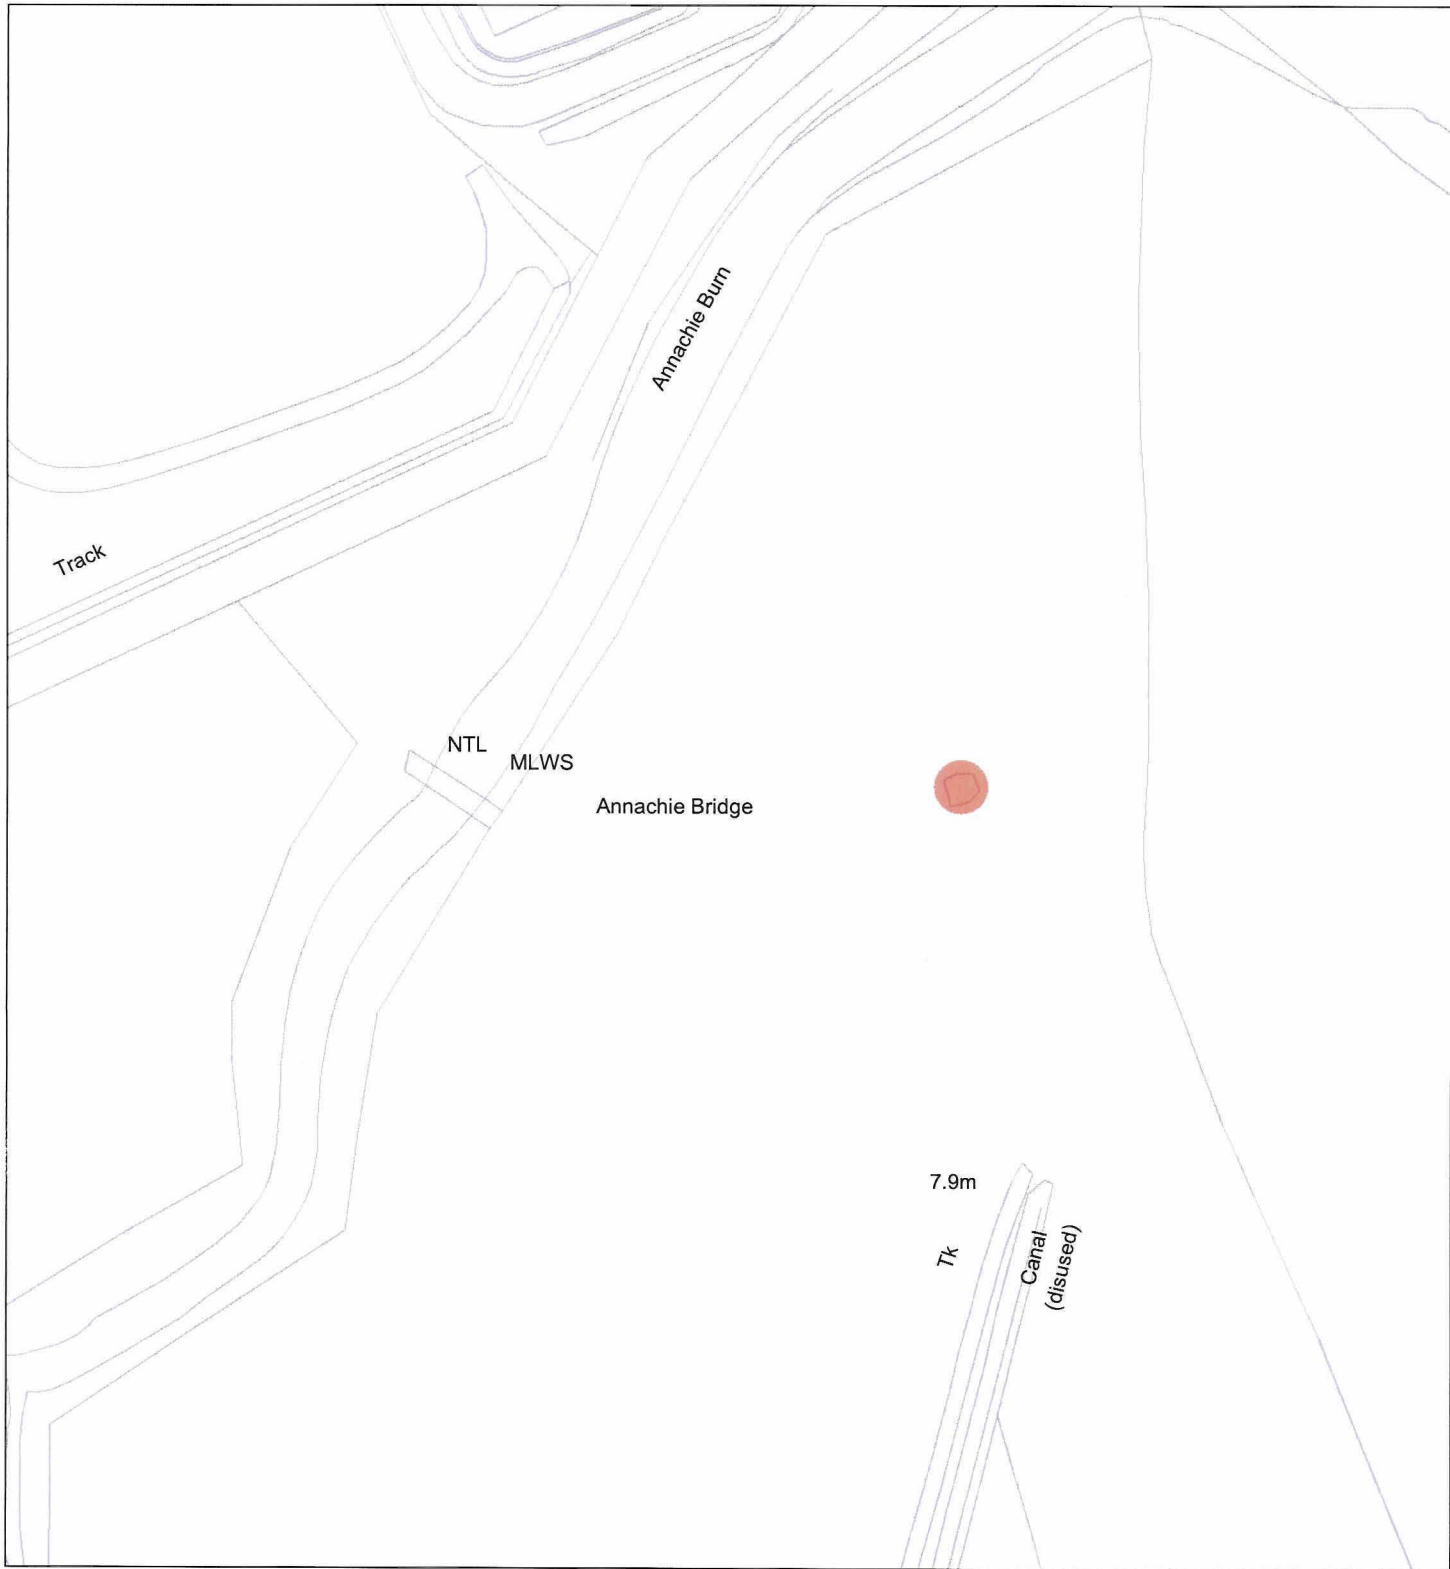 Annachie Burn
Track
NTL
MLWS
Annachie Bridge
7.9m
Tk
Canal
(disused)